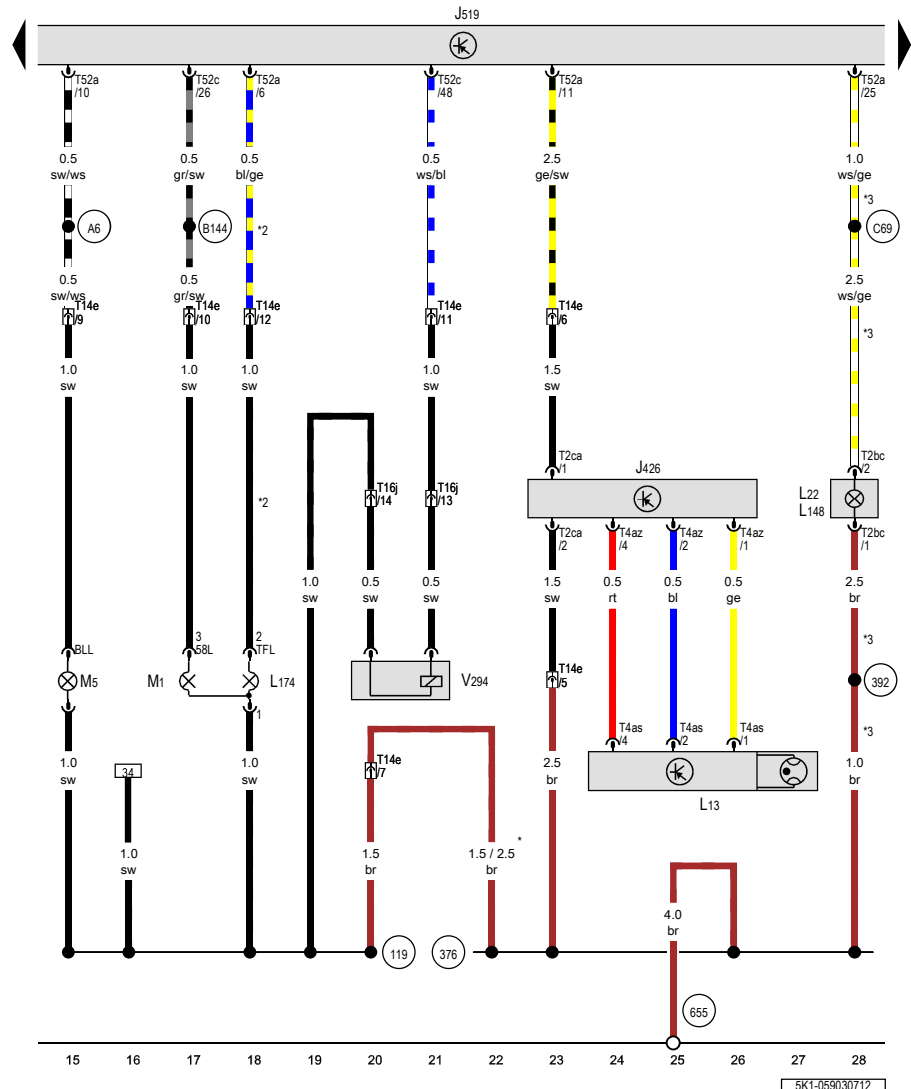 J519
T52a
/10
T52c
/26
T52a
/6
T52c
/48
T52a
/11
T52a
/25
0.5
sw/ws
0.5
gr/sw
0.5
bl/ge
0.5
ws/bl
2.5
ge/sw
1.0
ws/ge
*3
A6
B144
*2
C69
0.5
sw/ws
0.5
gr/sw
2.5
ws/ge
T14e
/9
T14e
/10
T14e
/12
T14e
/11
T14e
/6
*3
1.0
sw
1.0
sw
1.0
sw
1.0
sw
1.5
sw
T2ca
/1
J426
T2bc
/2
*2
T16j
/14
T16j
/13
L22
L148
T2ca
/2
T4az
/4
T4az
/2
T4az
/1
T2bc
/1
1.0
sw
0.5
sw
0.5
sw
1.5
sw
0.5
rt
0.5
bl
0.5
ge
2.5
br
*3
BLL
3
58L
2
TFL
M5
M1
L174
V294
T14e
/5
392
1
T4as
/4
T4as
/2
T4as
/1
*3
1.0
sw
34
1.0
sw
T14e
/7
2.5
br
1.0
br
L13
1.0
sw
1.5
br
1.5 / 2.5 *
br
4.0
br
119
376
655
15 16 17 18 19 20 21 22 23 24 25 26 27 28
5K1-059030712